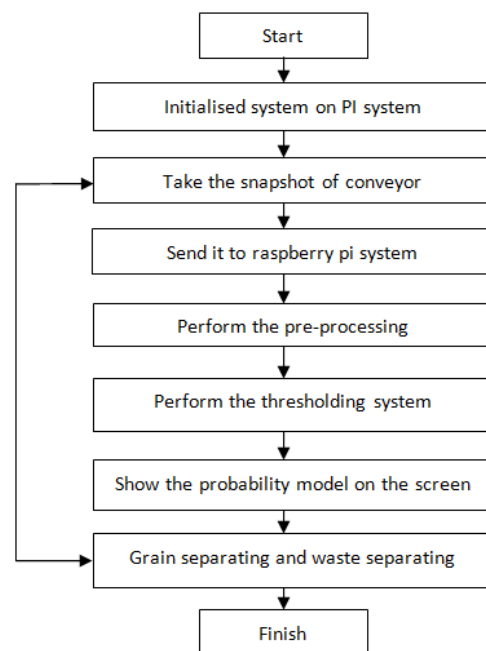 Start
Initialised system on PI system
Take the snapshot of conveyor
Send it to raspberry pi system
Perform the pre-processing
Perform the thresholding system
Show the probability model on the screen
Grain separating and waste separating
Finish